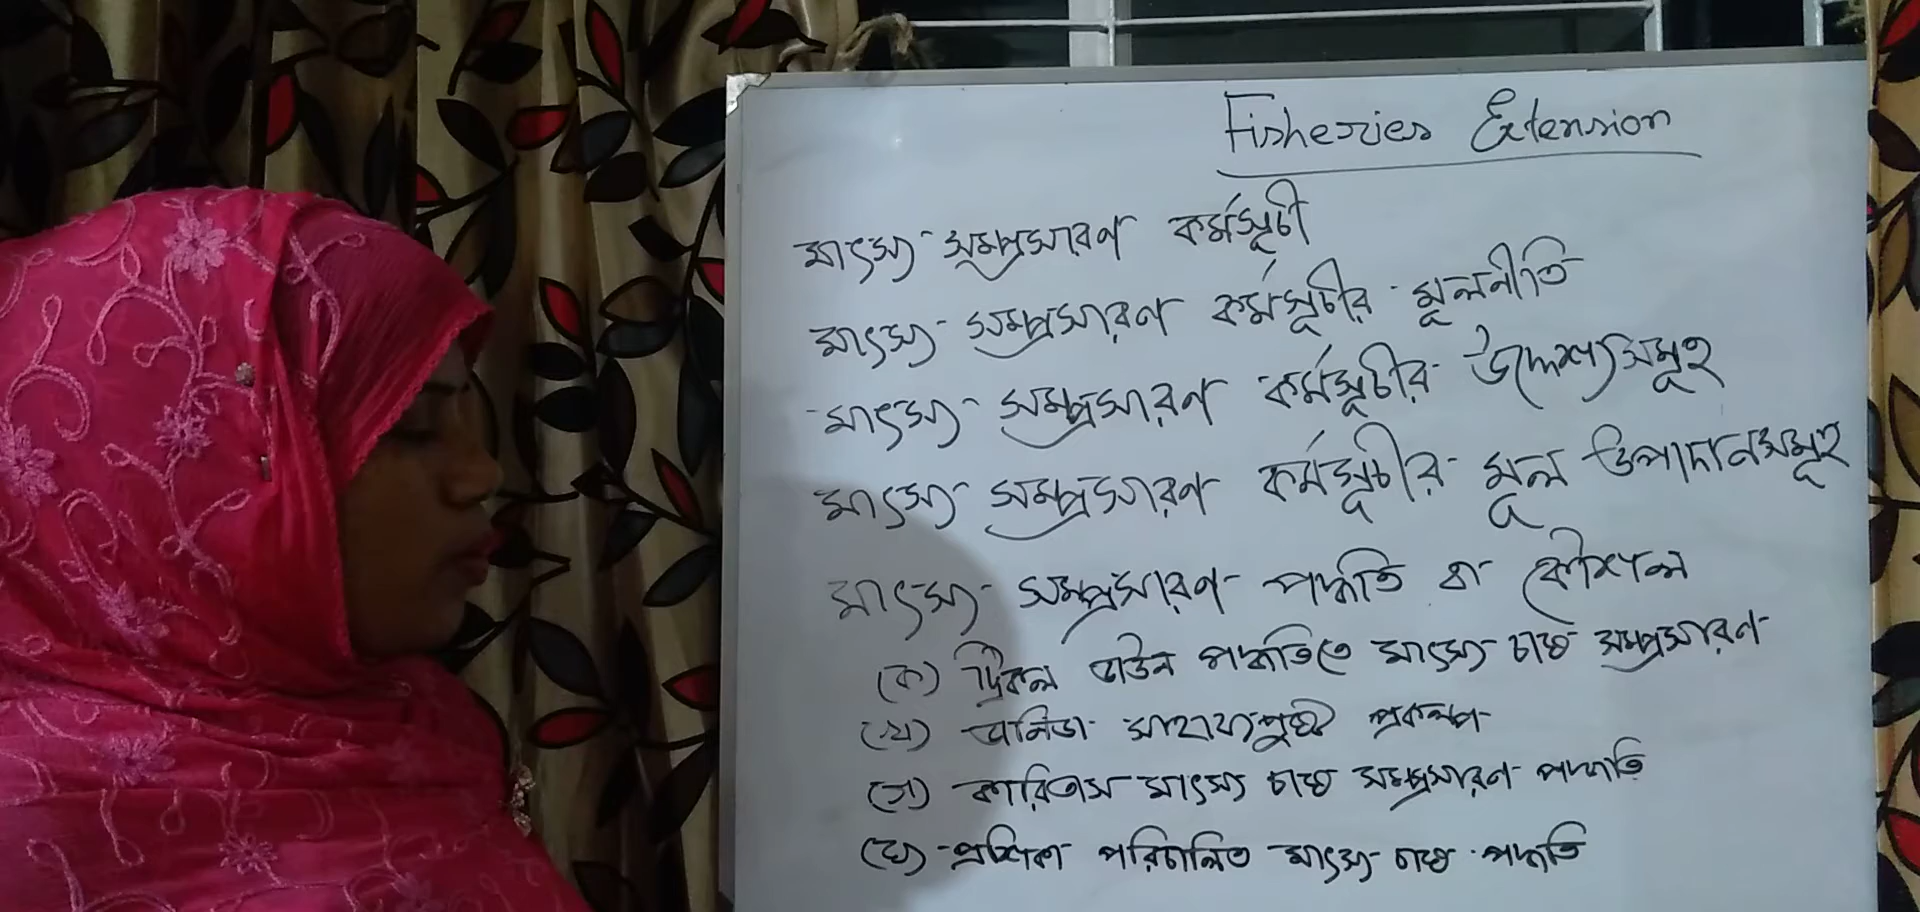 Fisheries Extension
মাৎস্য সম্প্রসারণ কর্মসূচী
মাৎস্য সম্প্রসারণ কর্মসূচীর মূলনীতি
মাৎস্য সম্প্রসারণ কর্মসূচীর উদ্দেশ্যসমূহ
মাৎস্য সম্প্রসারণ কর্মসূচীর মূল উপাদানসমূহ
মাৎস্য সম্প্রসারণ পদ্ধতি বা কৌশল
(ক) ট্রিকল ডাউন পদ্ধতিতে মাৎস্য চাষ সম্প্রসারণ
(খ) ডানিডা সাহায্যপুষ্ট প্রকল্প
(গ) কারিতাস মাৎস্য চাষ সম্প্রসারণ পদ্ধতি
(ঘ) প্রশিকা পরিচালিত মাৎস্য চাষ পদ্ধতি